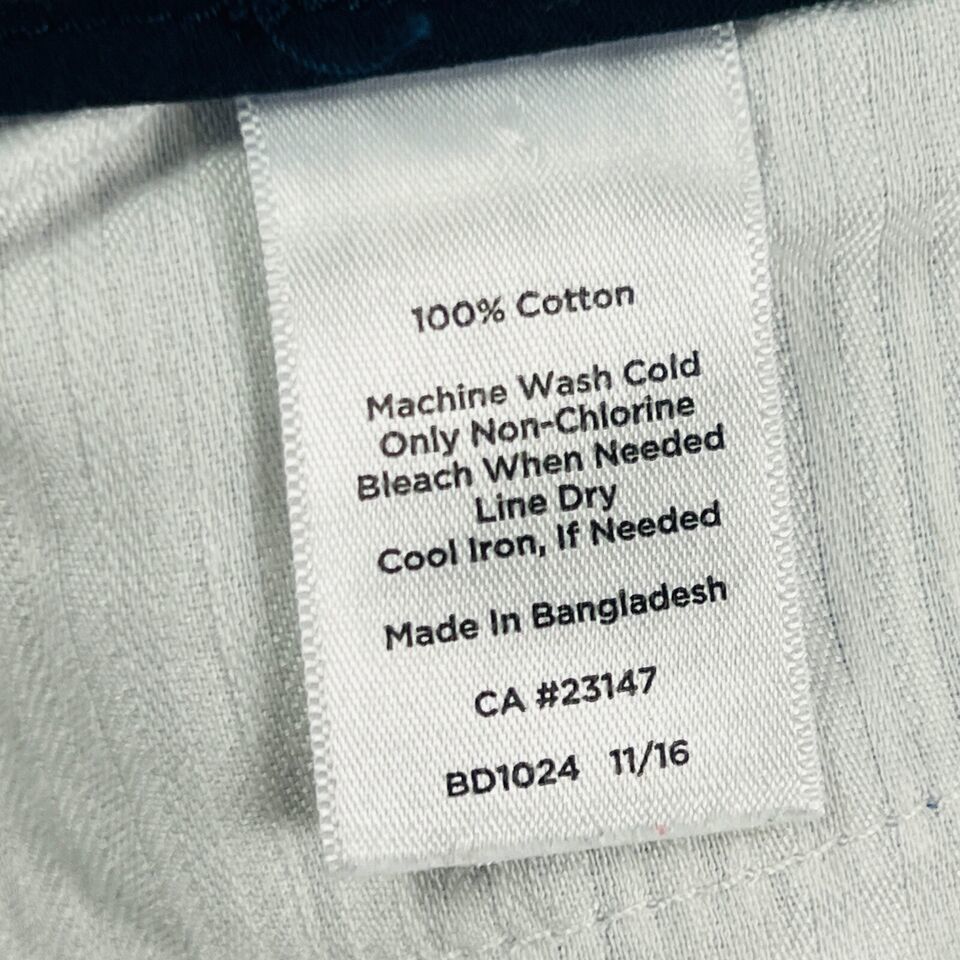 100% Cotton
Machine Wash Cold
Only Non-Chlorine
Bleach When Needed
Line Dry
Cool Iron, If Needed
Made In Bangladesh
CA #23147
BD1024 11/16